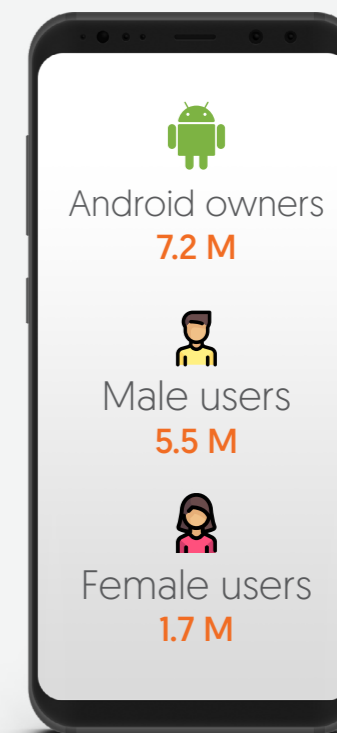 Android owners
7.2 M
Male users
5.5 M
Female users
1.7 M